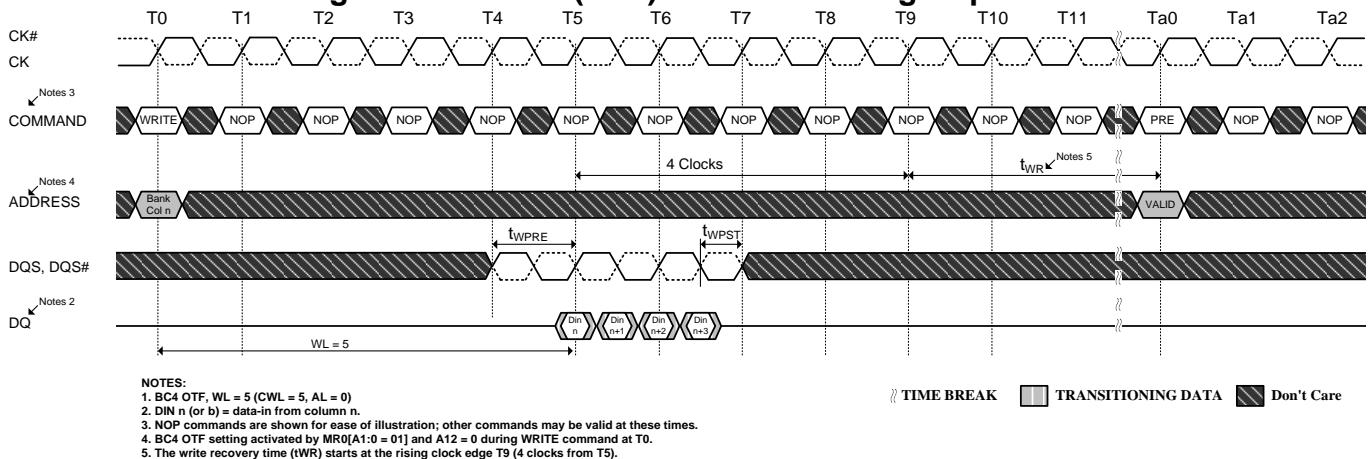 T0 T1 T2 T3 T4 T5 T6 T7 T8 T9 T10 T11 Ta0 Ta1 Ta2
CK#
CK
Notes 3
COMMAND WRITE NOP NOP NOP NOP NOP NOP NOP NOP NOP NOP NOP PRE NOP NOP
4 Clocks tWR Notes 5
Notes 4
ADDRESS Bank Col n VALID
tWPRE tWPST
DQS, DQS#
Notes 2
DQ Din n Din n+1 Din n+2 Din n+3
WL = 5
NOTES:
1. BC4 OTF, WL = 5 (CWL = 5, AL = 0)
2. DIN n (or b) = data-in from column n.
3. NOP commands are shown for ease of illustration; other commands may be valid at these times.
4. BC4 OTF setting activated by MR0[A1:0 = 01] and A12 = 0 during WRITE command at T0.
5. The write recovery time (tWR) starts at the rising clock edge T9 (4 clocks from T5).
TIME BREAK TRANSITIONING DATA Don't Care